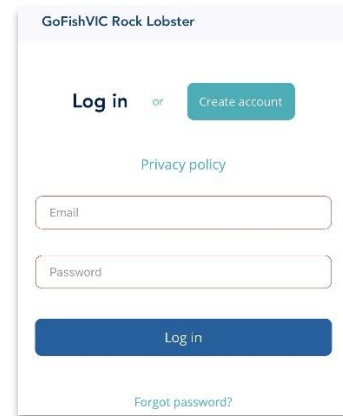 GoFishVIC Rock Lobster
Log in or Create account
Privacy policy
Email
Password
Log in
Forgot password?